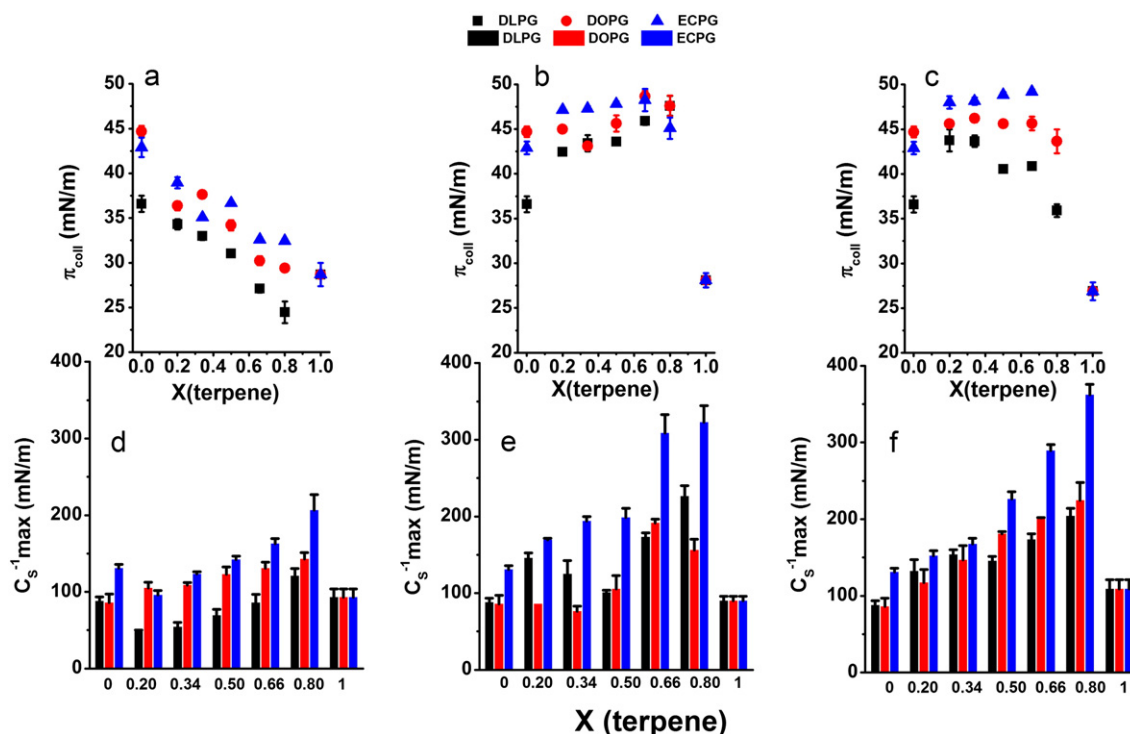 DLPG DOPG ECPG
DLPG DOPG ECPG
a
50
45
40
35
30
25
20
π_coll (mN/m)
0.0 0.2 0.4 0.6 0.8 1.0
X(terpene)
b
50
45
40
35
30
25
20
π_coll (mN/m)
0.0 0.2 0.4 0.6 0.8 1.0
X(terpene)
c
50
45
40
35
30
25
20
π_coll (mN/m)
0.0 0.2 0.4 0.6 0.8 1.0
X(terpene)
d
400
300
200
100
0
C_s^-1max (mN/m)
0 0.20 0.34 0.50 0.66 0.80 1
e
400
300
200
100
0
C_s^-1max (mN/m)
0 0.20 0.34 0.50 0.66 0.80 1
f
400
300
200
100
0
C_s^-1max (mN/m)
0 0.20 0.34 0.50 0.66 0.80 1
X (terpene)